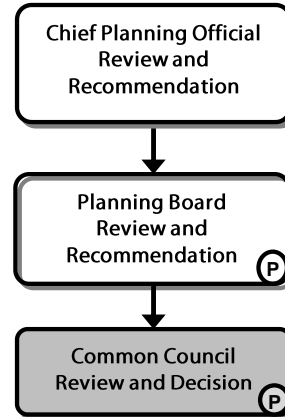 Chief Planning Official
Review and
Recommendation
Planning Board
Review and
Recommendation
P
Common Council
Review and Decision
P